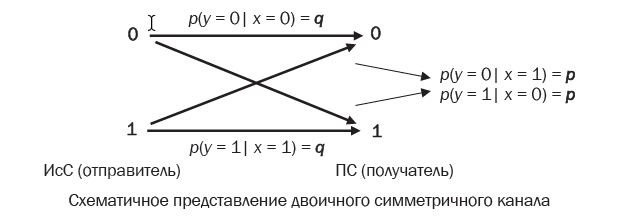 p(y = 0| x = 0) = q
0
0
p(y = 0| x = 1) = p
p(y = 1| x = 0) = p
1
1
p(y = 1| x = 1) = q
ИсС (отправитель)
ПС (получатель)
Схематичное представление двоичного симметричного канала